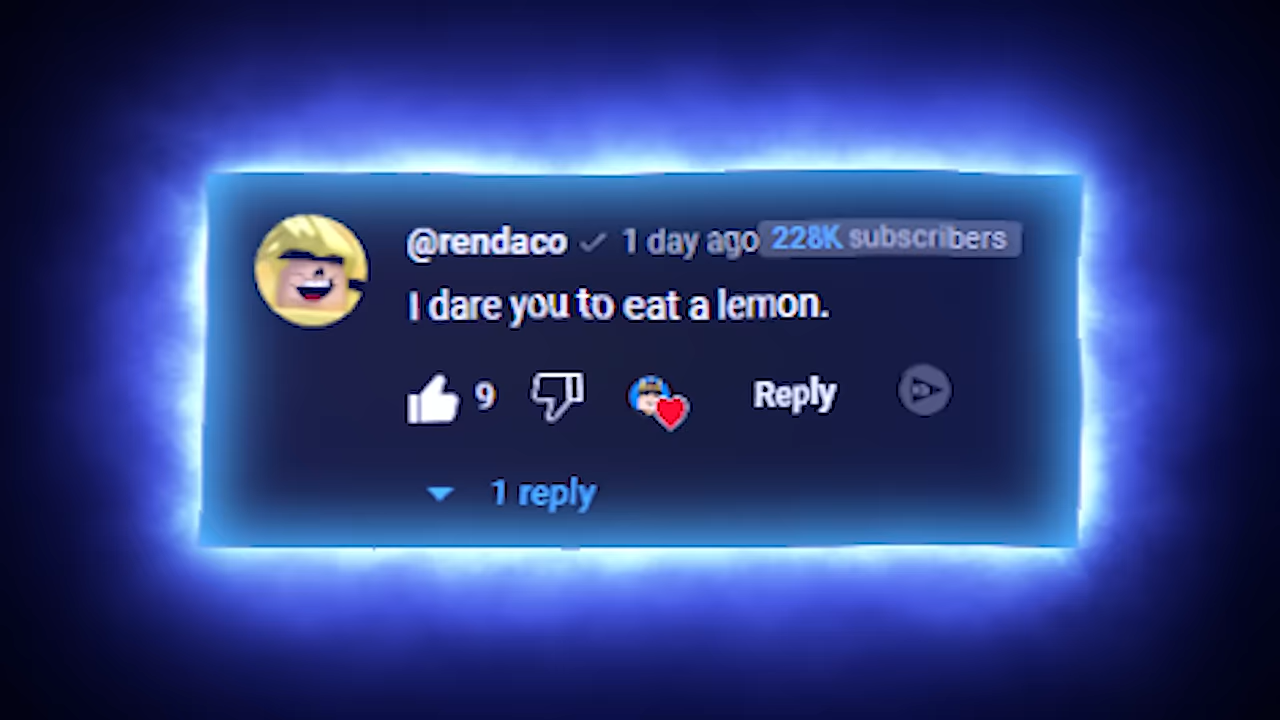 @rendaco 1 day ago 228K subscribers
I dare you to eat a lemon.
9 Reply
1 reply